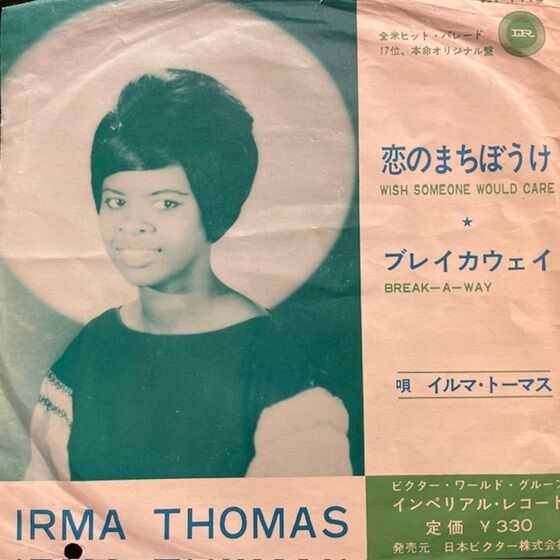 全米ヒット・パレード
17位、本命オリジナル盤
IR
恋のまちぼうけ
WISH SOMEONE WOULD CARE
★
ブレイカウェイ
BREAK—A—WAY
唄 イルマ・トーマス
IRMA THOMAS
ビクター・ワールド・グループ
インペリアル・レコード
定価 ¥330
発売元 日本ビクター株式会社